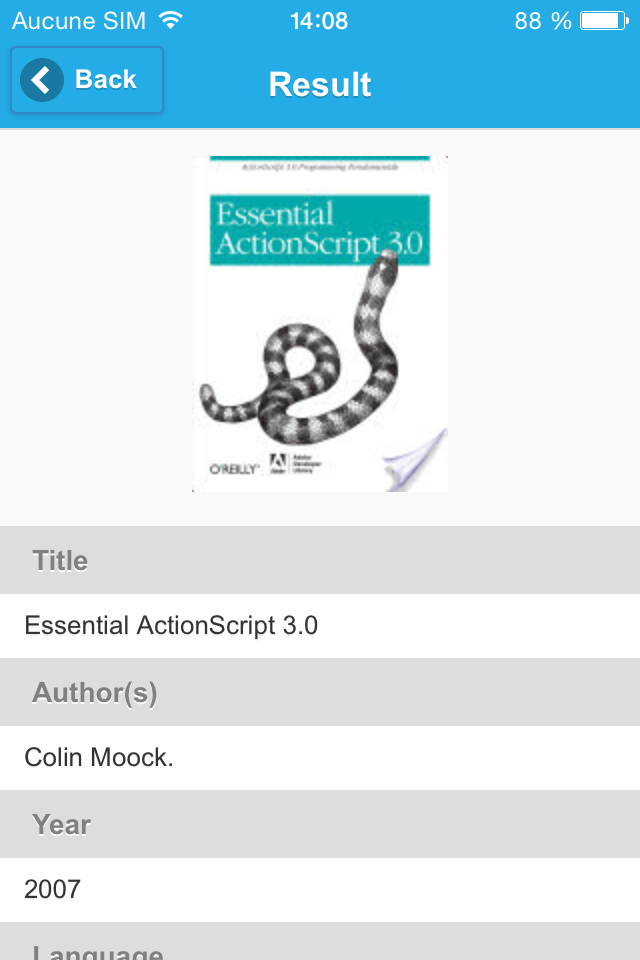 Aucune SIM 14:08 88 %
Back
Result
ActionScript 3.0 Programming Fundamentals
Essential
ActionScript 3.0
O'REILLY
Adobe
Adobe
Developer
Library
Title
Essential ActionScript 3.0
Author(s)
Colin Moock.
Year
2007
Language